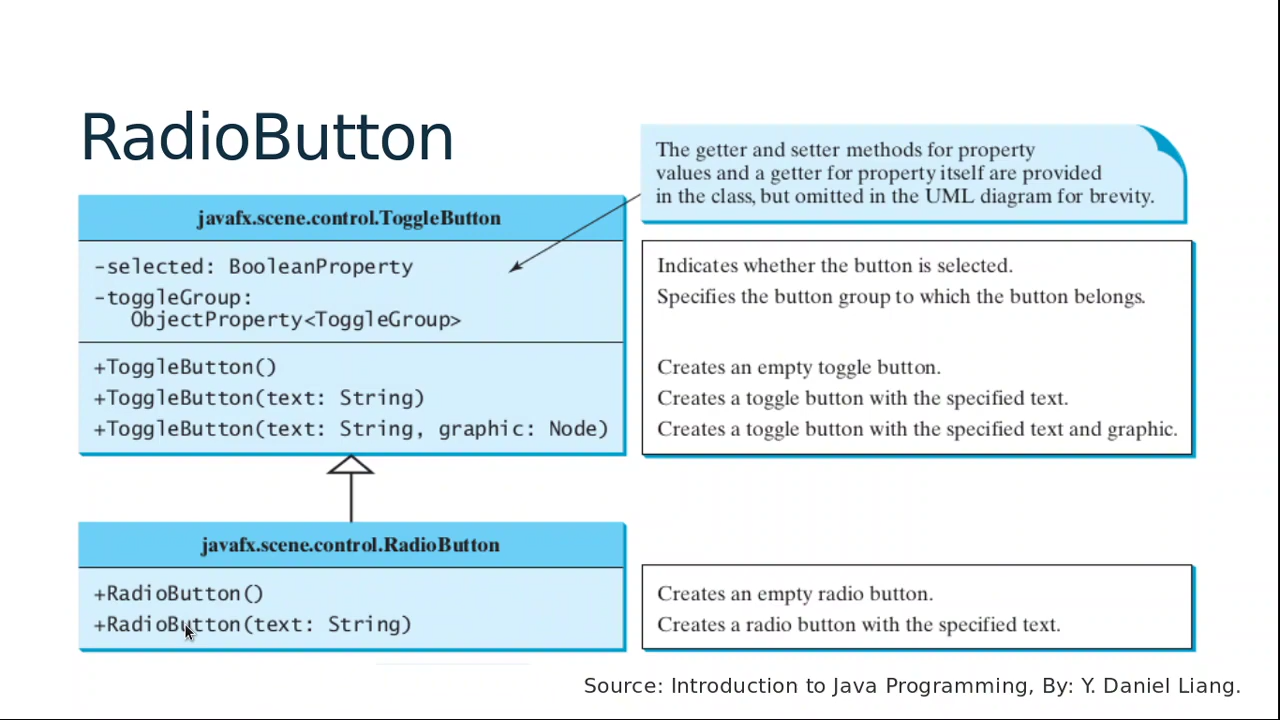 RadioButton
The getter and setter methods for property
values and a getter for property itself are provided
in the class, but omitted in the UML diagram for brevity.
javafx.scene.control.ToggleButton
-selected: BooleanProperty
Indicates whether the button is selected.
-toggleGroup:
Specifies the button group to which the button belongs.
ObjectProperty<ToggleGroup>
+ToggleButton()
Creates an empty toggle button.
+ToggleButton(text: String)
Creates a toggle button with the specified text.
+ToggleButton(text: String, graphic: Node)
Creates a toggle button with the specified text and graphic.
javafx.scene.control.RadioButton
+RadioButton()
Creates an empty radio button.
+RadioButton(text: String)
Creates a radio button with the specified text.
Source: Introduction to Java Programming, By: Y. Daniel Liang.